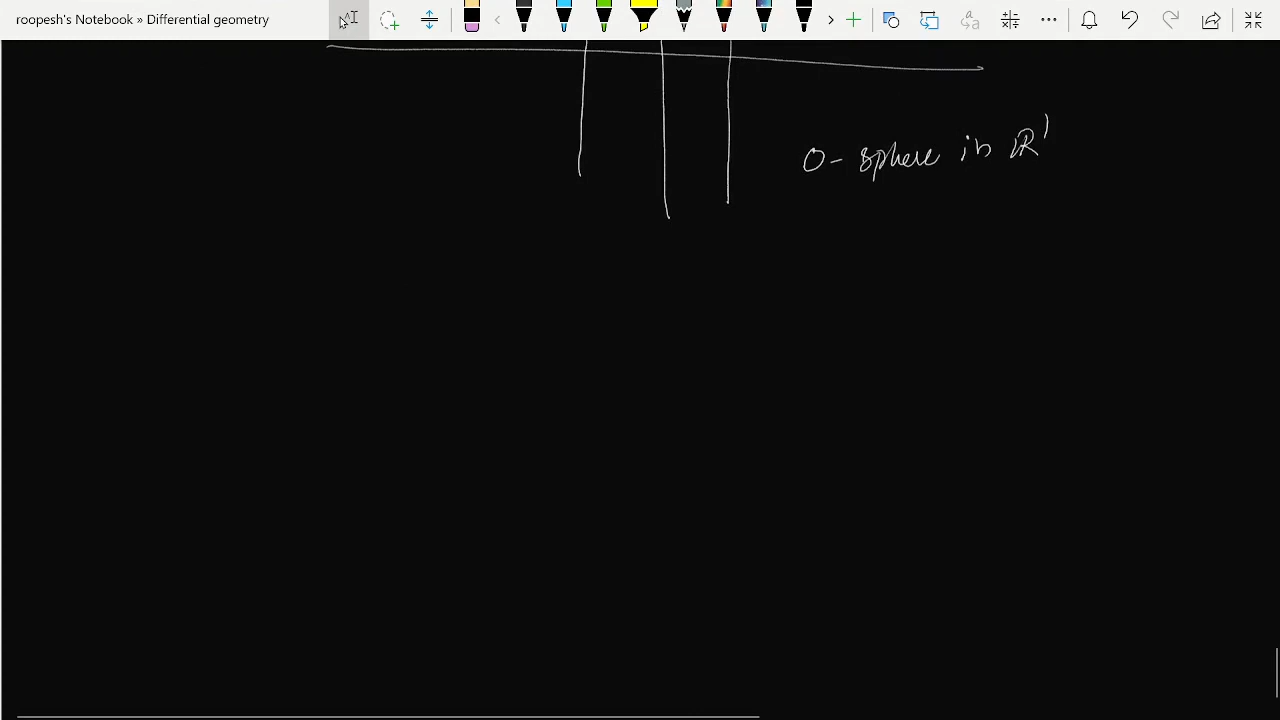 roopesh's Notebook » Differential geometry
0 - sphere in ℝ¹